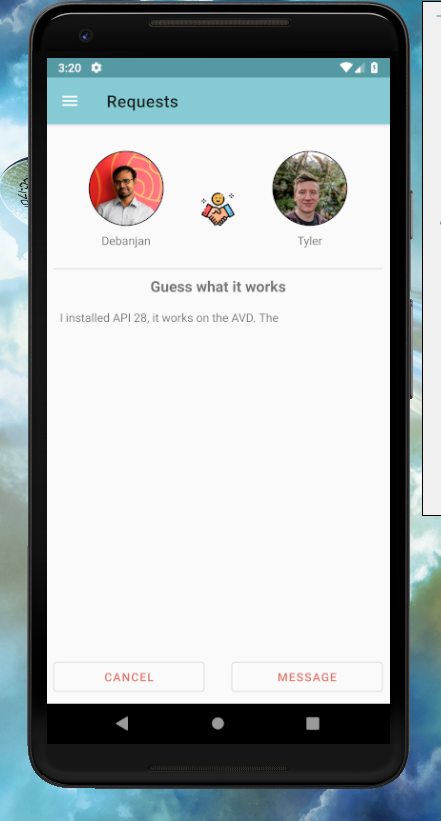 3:20
Requests
Debanjan
Tyler
Guess what it works
I installed API 28, it works on the AVD. The
CANCEL
MESSAGE